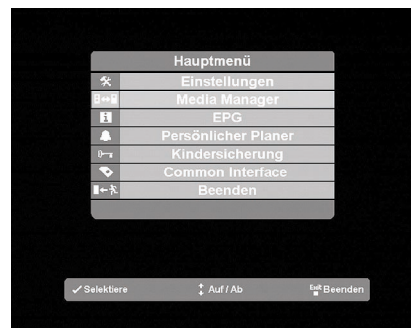 Hauptmenü
Einstellungen
Media Manager
EPG
Persönlicher Planer
Kindersicherung
Common Interface
Beenden
Selektiere Auf / Ab Exit Beenden